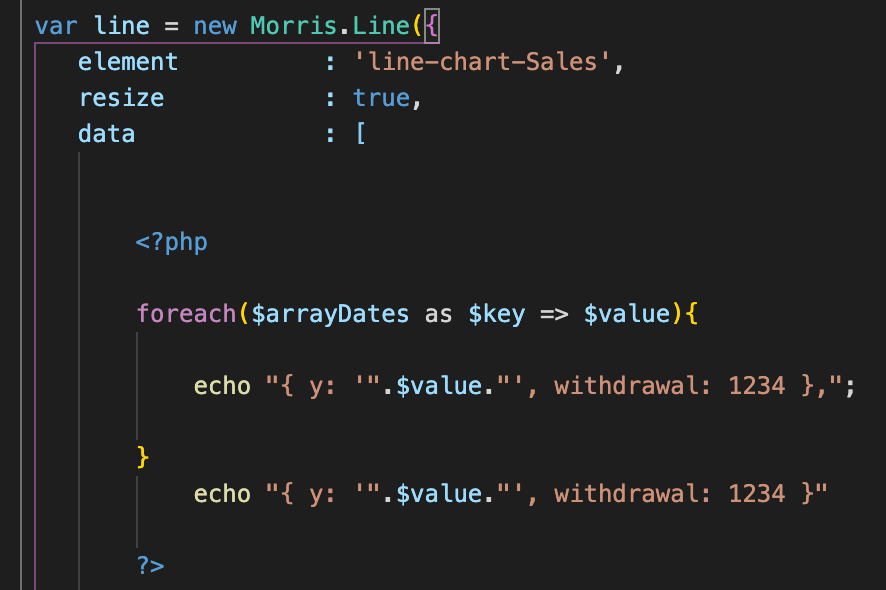 var line = new Morris.Line({
element : 'line-chart-Sales',
resize : true,
data : [
<?php
foreach($arrayDates as $key => $value){
echo "{ y: '".$value."', withdrawal: 1234 },";
}
echo "{ y: '".$value."', withdrawal: 1234 }"
?>